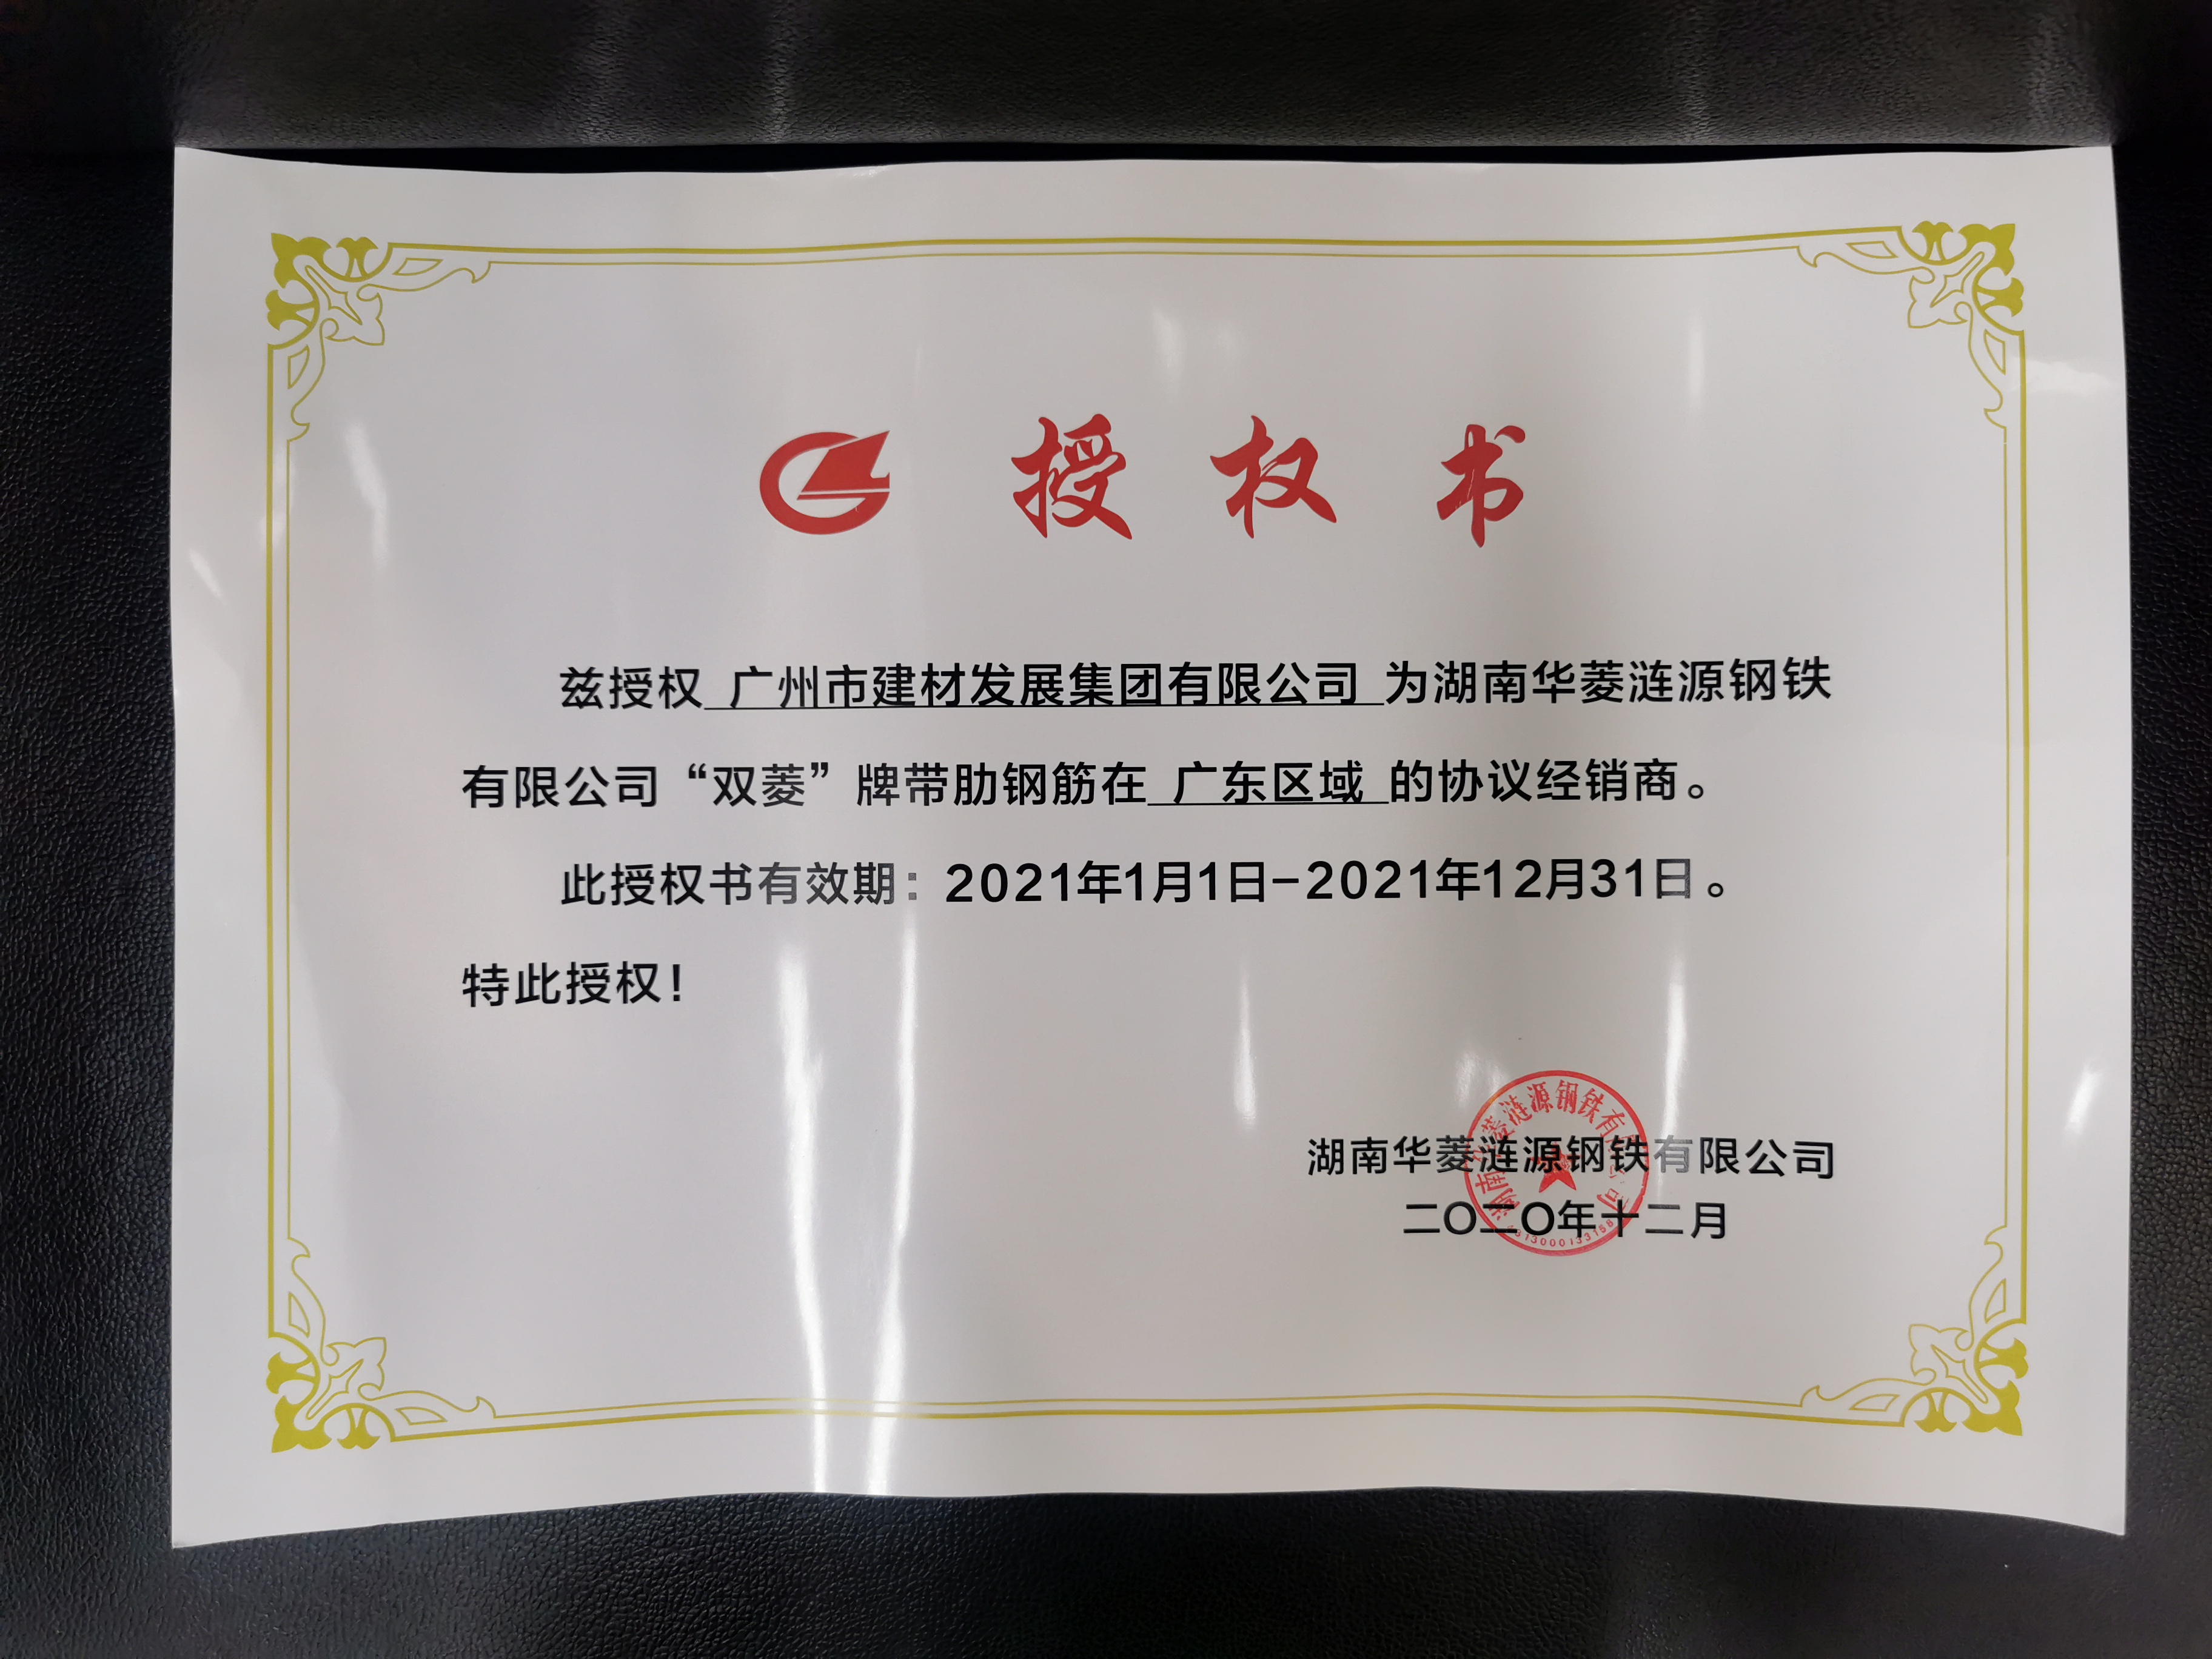 授权书
兹授权 广州市建材发展集团有限公司 为湖南华菱涟源钢铁
有限公司“双菱”牌带肋钢筋在 广东区域 的协议经销商。
此授权书有效期：2021年1月1日-2021年12月31日。
特此授权！
湖南华菱涟源钢铁有限公司
二〇二〇年十二月